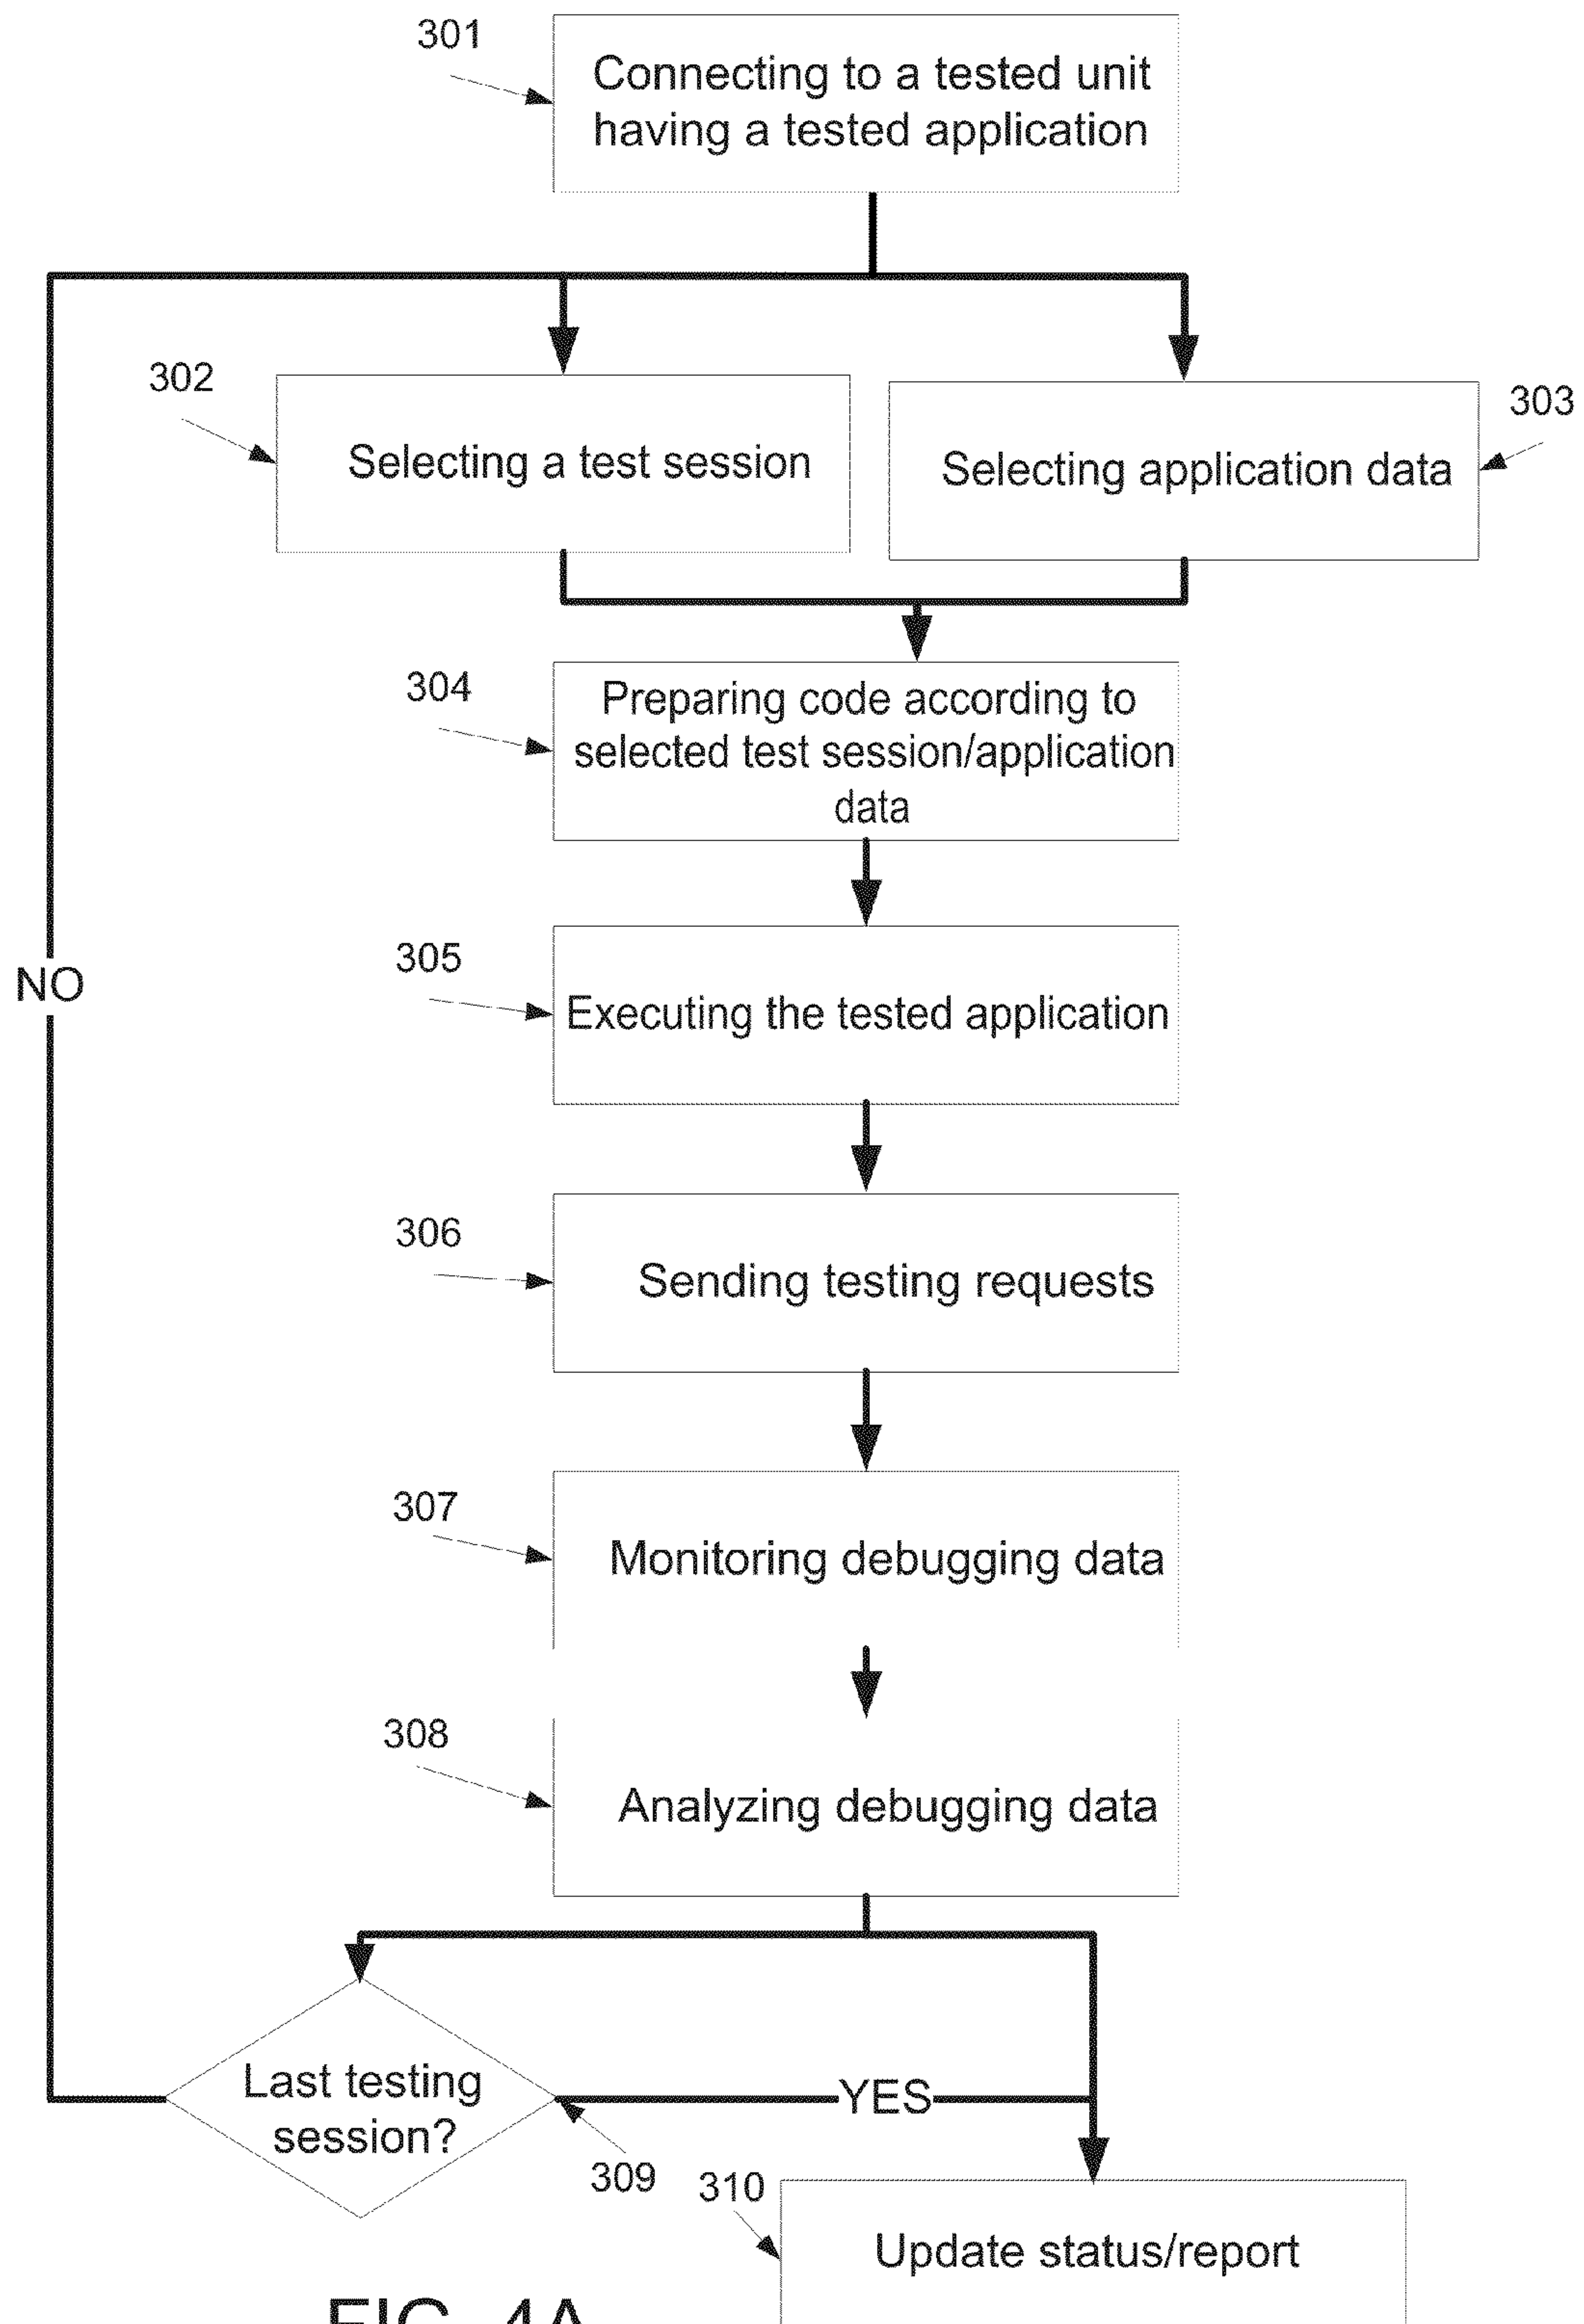 301
Connecting to a tested unit
having a tested application
302
Selecting a test session
303
Selecting application data
304
Preparing code according to
selected test session/application
data
305
Executing the tested application
NO
306
Sending testing requests
307
Monitoring debugging data
308
Analyzing debugging data
Last testing
session?
YES
309
310
Update status/report
FIG. 4A